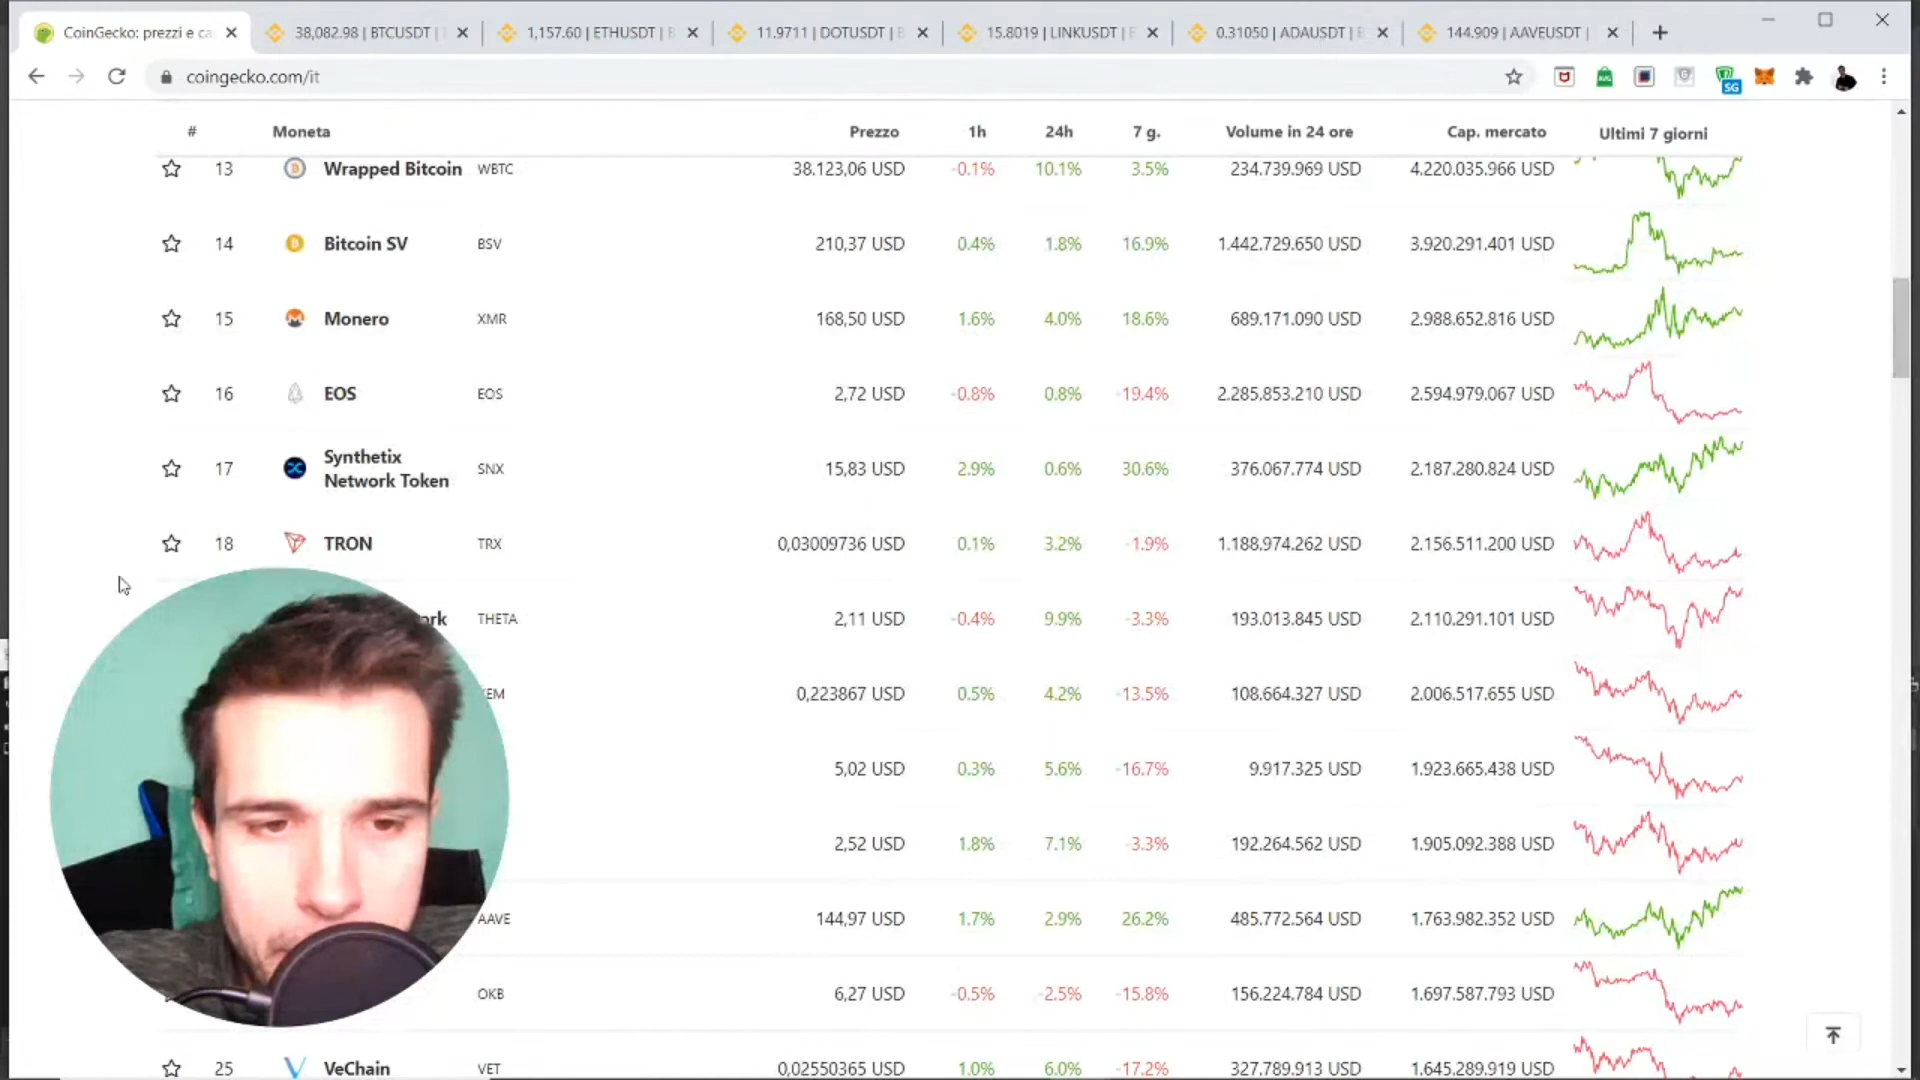 CoinGecko: prezzi e ca
38,082.98 | BTCUSDT |
1,157.60 | ETHUSDT | B
11.9711 | DOTUSDT | B
15.8019 | LINKUSDT | B
0.31050 | ADAUSDT | B
144.909 | AAVEUSDT |
coingecko.com/it
SG
# Moneta Prezzo 1h 24h 7 g. Volume in 24 ore Cap. mercato Ultimi 7 giorni
13 Wrapped Bitcoin WBTC 38.123,06 USD -0.1% 10.1% 3.5% 234.739.969 USD 4.220.035.966 USD
14 Bitcoin SV BSV 210,37 USD 0.4% 1.8% 16.9% 1.442.729.650 USD 3.920.291.401 USD
15 Monero XMR 168,50 USD 1.6% 4.0% 18.6% 689.171.090 USD 2.988.652.816 USD
16 EOS EOS 2,72 USD -0.8% 0.8% -19.4% 2.285.853.210 USD 2.594.979.067 USD
17 Synthetix
Network Token SNX 15,83 USD 2.9% 0.6% 30.6% 376.067.774 USD 2.187.280.824 USD
18 TRON TRX 0,03009736 USD 0.1% 3.2% -1.9% 1.188.974.262 USD 2.156.511.200 USD
ork THETA 2,11 USD -0.4% 9.9% -3.3% 193.013.845 USD 2.110.291.101 USD
EM 0,223867 USD 0.5% 4.2% -13.5% 108.664.327 USD 2.006.517.655 USD
5,02 USD 0.3% 5.6% -16.7% 9.917.325 USD 1.923.665.438 USD
2,52 USD 1.8% 7.1% -3.3% 192.264.562 USD 1.905.092.388 USD
AAVE 144,97 USD 1.7% 2.9% 26.2% 485.772.564 USD 1.763.982.352 USD
OKB 6,27 USD -0.5% -2.5% -15.8% 156.224.784 USD 1.697.587.793 USD
25 VeChain VET 0,02550365 USD 1.0% 6.0% -17.2% 327.789.913 USD 1.645.289.919 USD